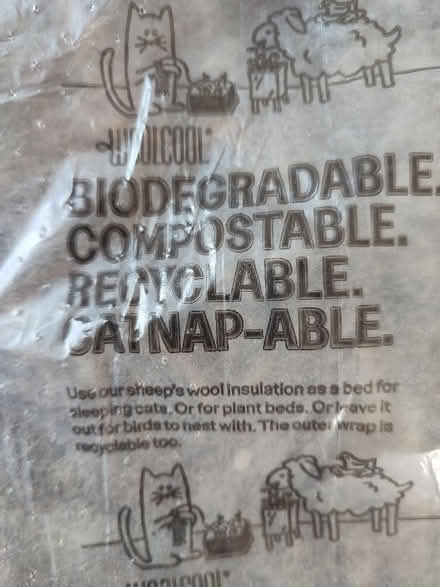 WOOLCOOL®
BIODEGRADABLE.
COMPOSTABLE.
RECYCLABLE.
CATNAP-ABLE.
Use our sheep's wool insulation as a bed for
sleeping cats. Or for plant beds. Or leave it
out for birds to nest with. The outer wrap is
recyclable too.
WOOLCOOL®